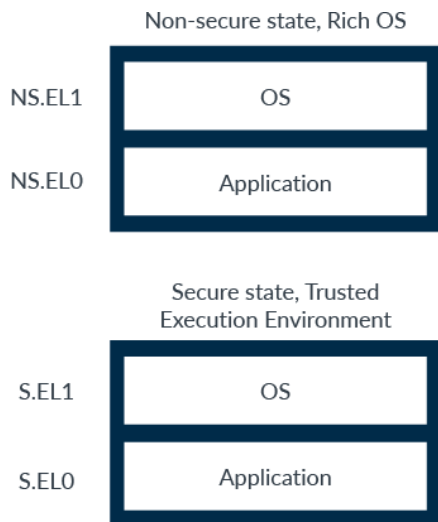 Non-secure state, Rich OS
NS.EL1
OS
NS.EL0
Application
Secure state, Trusted
Execution Environment
S.EL1
OS
S.EL0
Application